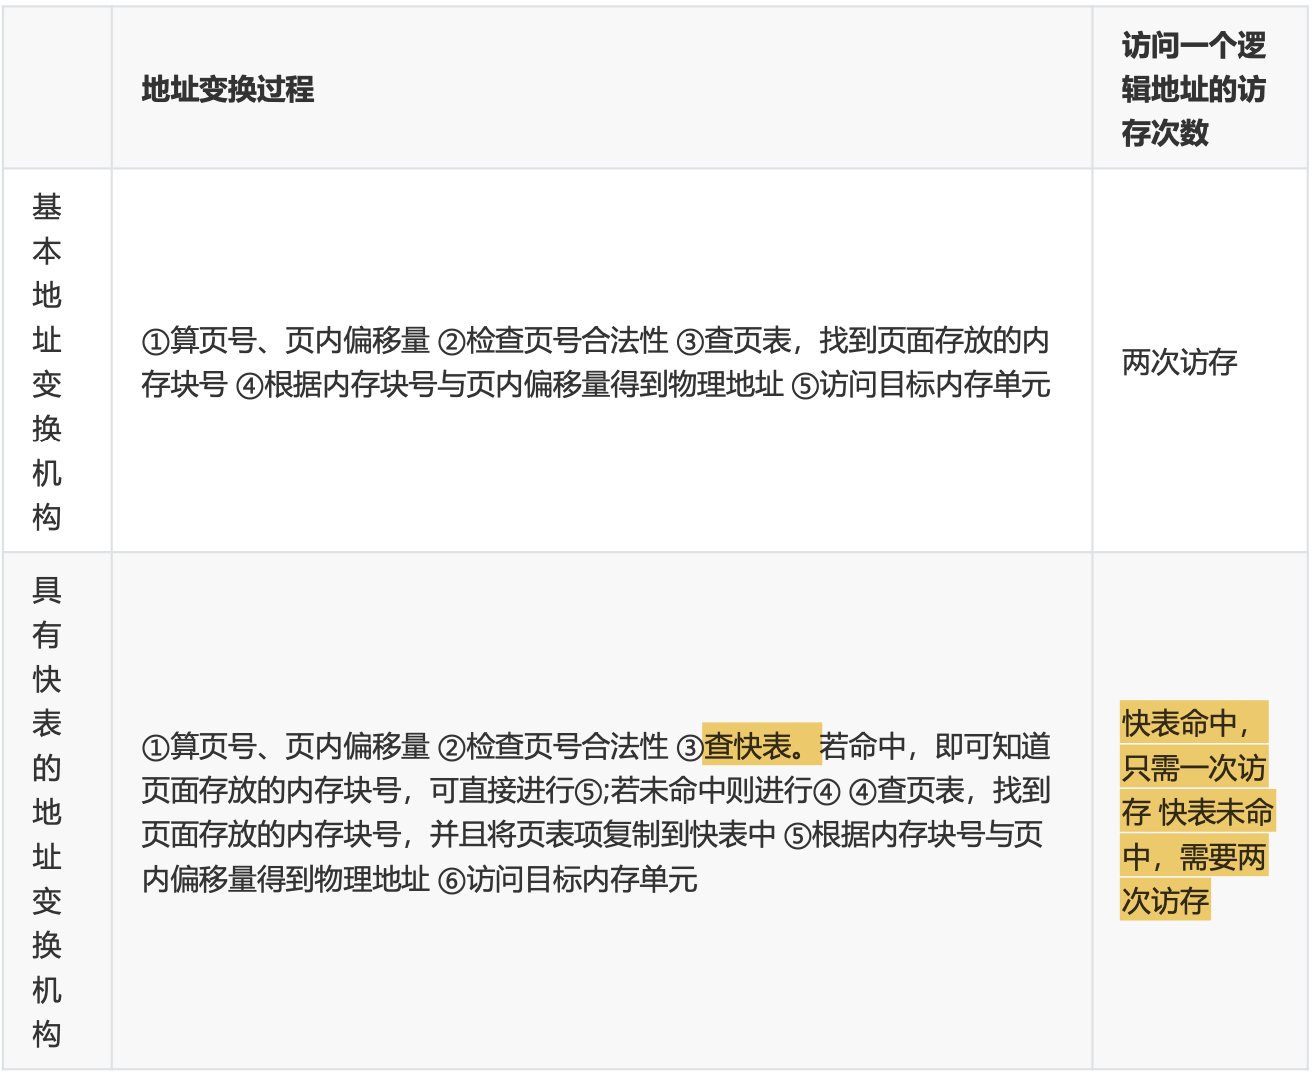 地址变换过程
访问一个逻
辑地址的访
存次数
基
本
地
址
变
换
机
构
①算页号、页内偏移量 ②检查页号合法性 ③查页表，找到页面存放的内
存块号 ④根据内存块号与页内偏移量得到物理地址 ⑤访问目标内存单元
两次访存
具
有
快
表
的
地
址
变
换
机
构
①算页号、页内偏移量 ②检查页号合法性 ③查快表。若命中，即可知道
页面存放的内存块号，可直接进行⑤;若未命中则进行④ ④查页表，找到
页面存放的内存块号，并且将页表项复制到快表中 ⑤根据内存块号与页
内偏移量得到物理地址 ⑥访问目标内存单元
快表命中，
只需一次访
存 快表未命
中，需要两
次访存